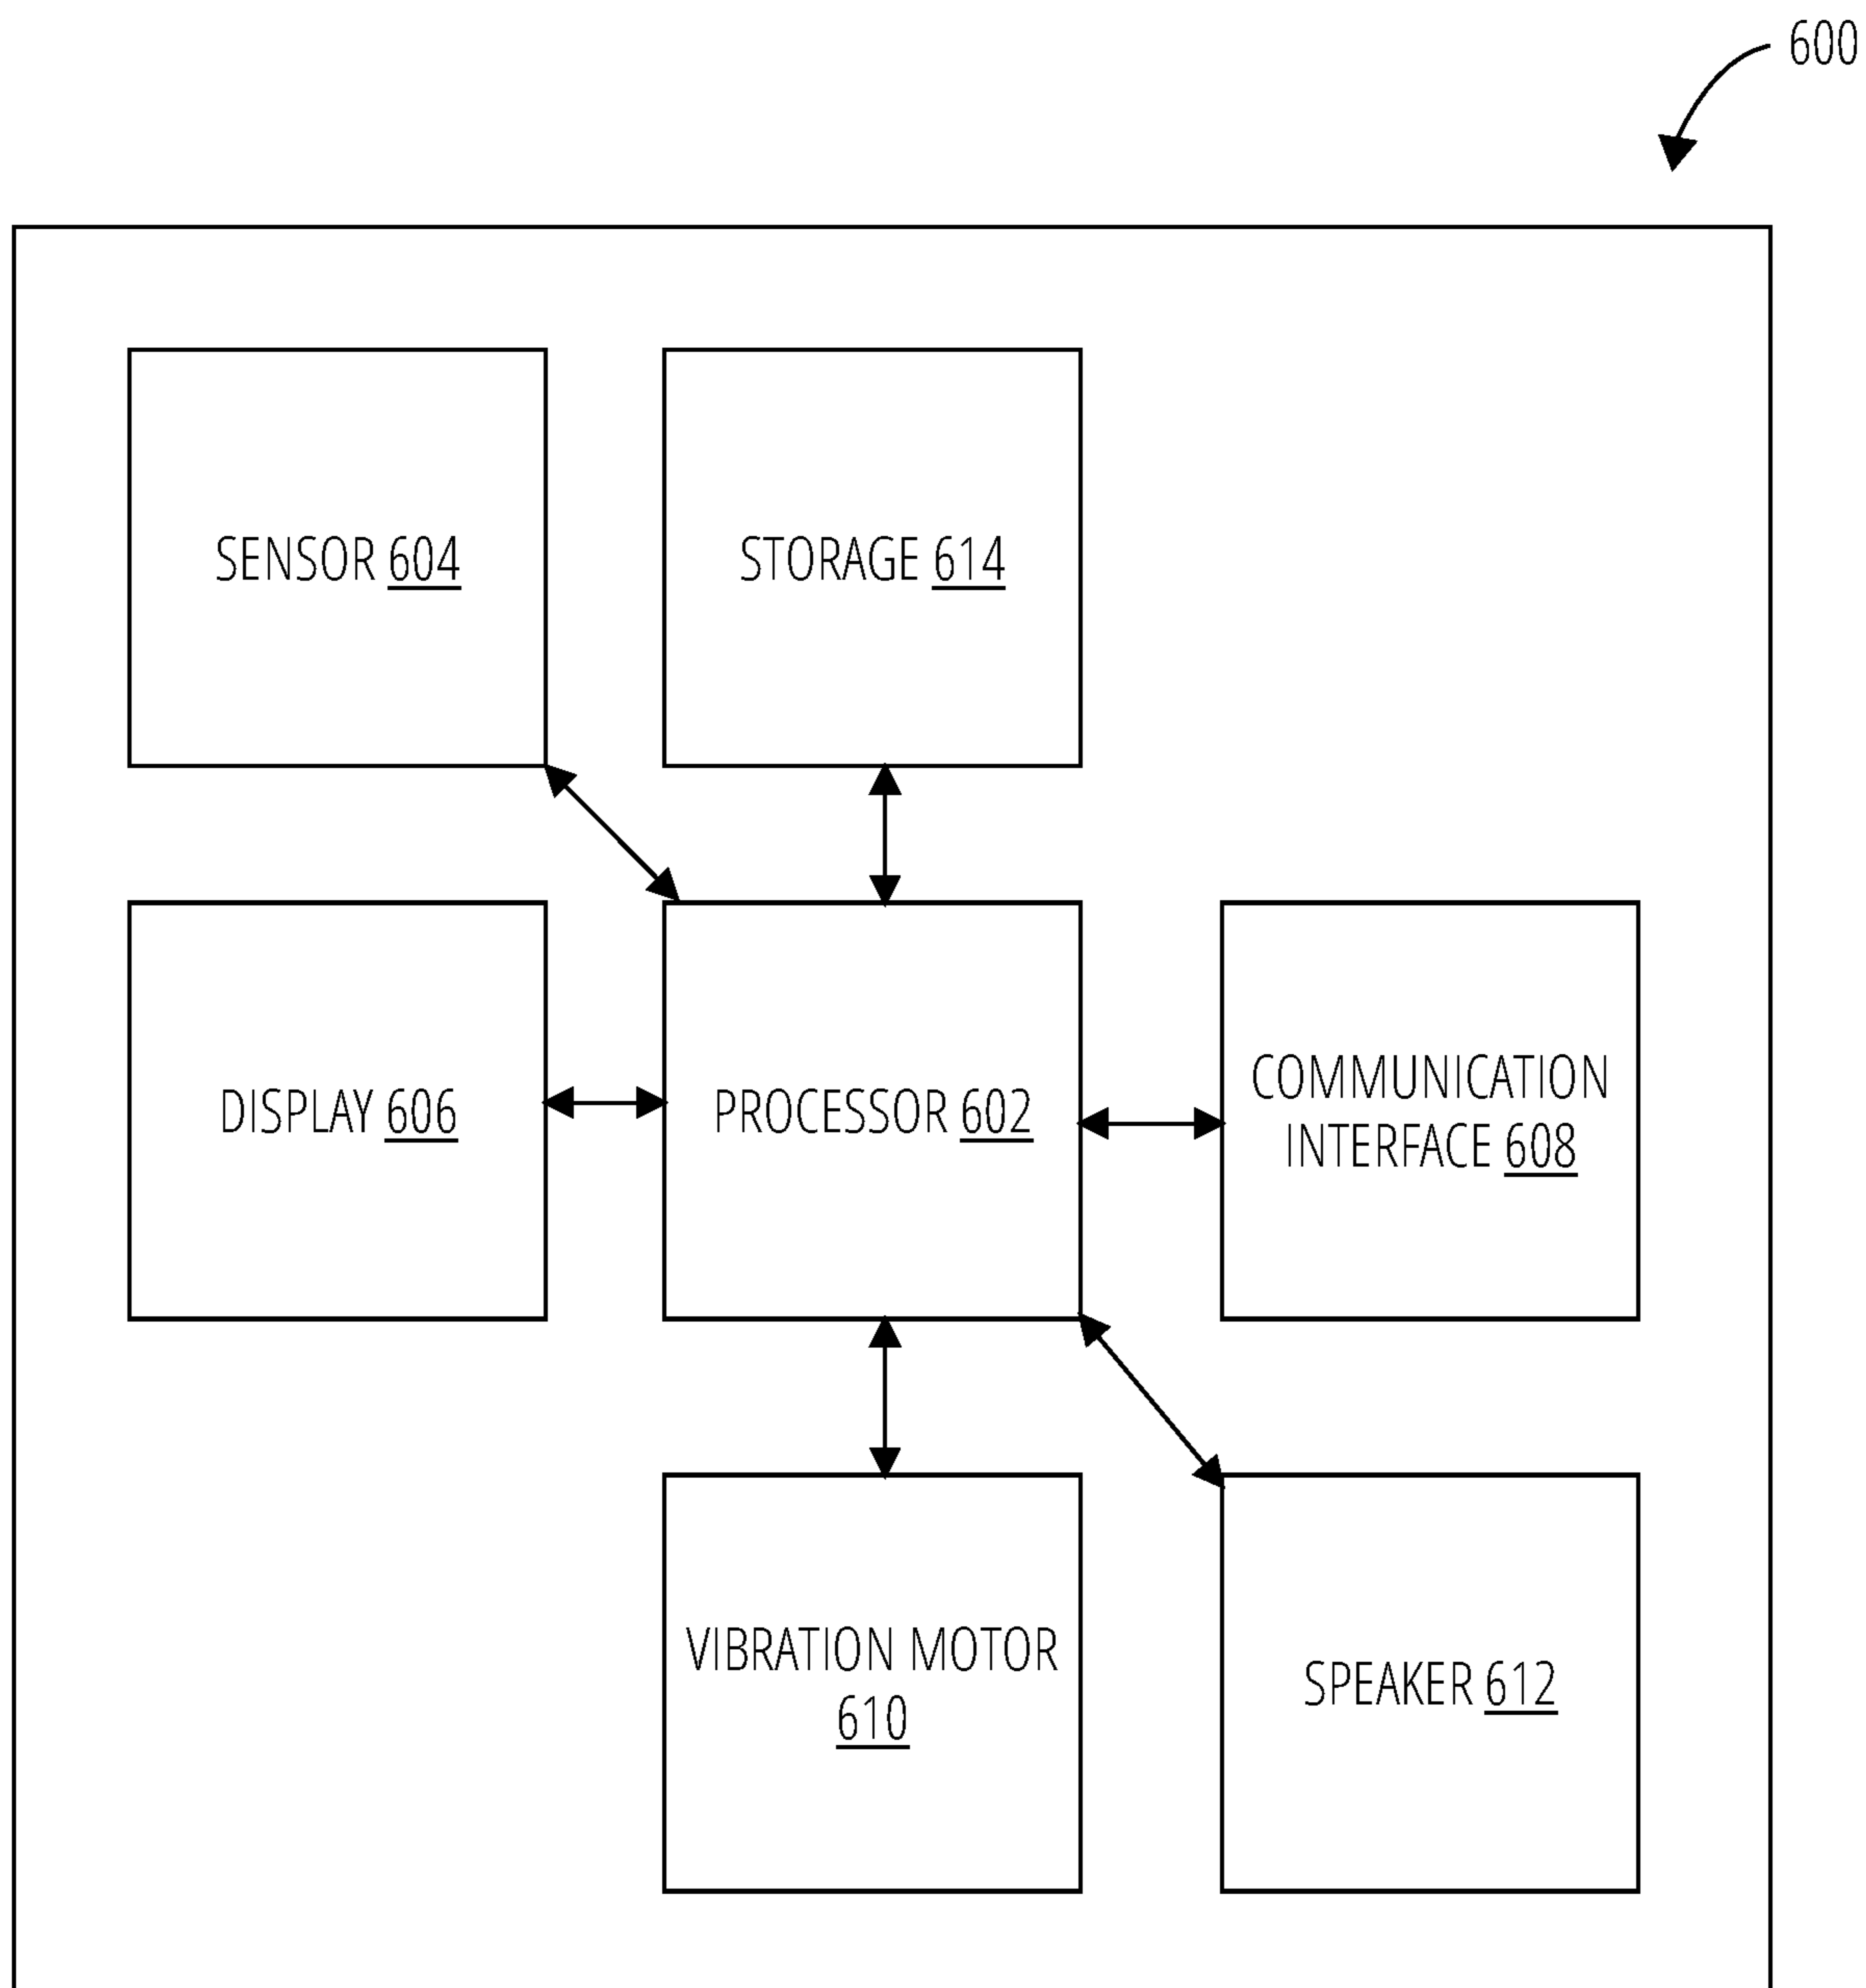 600
SENSOR 604
STORAGE 614
DISPLAY 606
PROCESSOR 602
COMMUNICATION
INTERFACE 608
VIBRATION MOTOR
610
SPEAKER 612